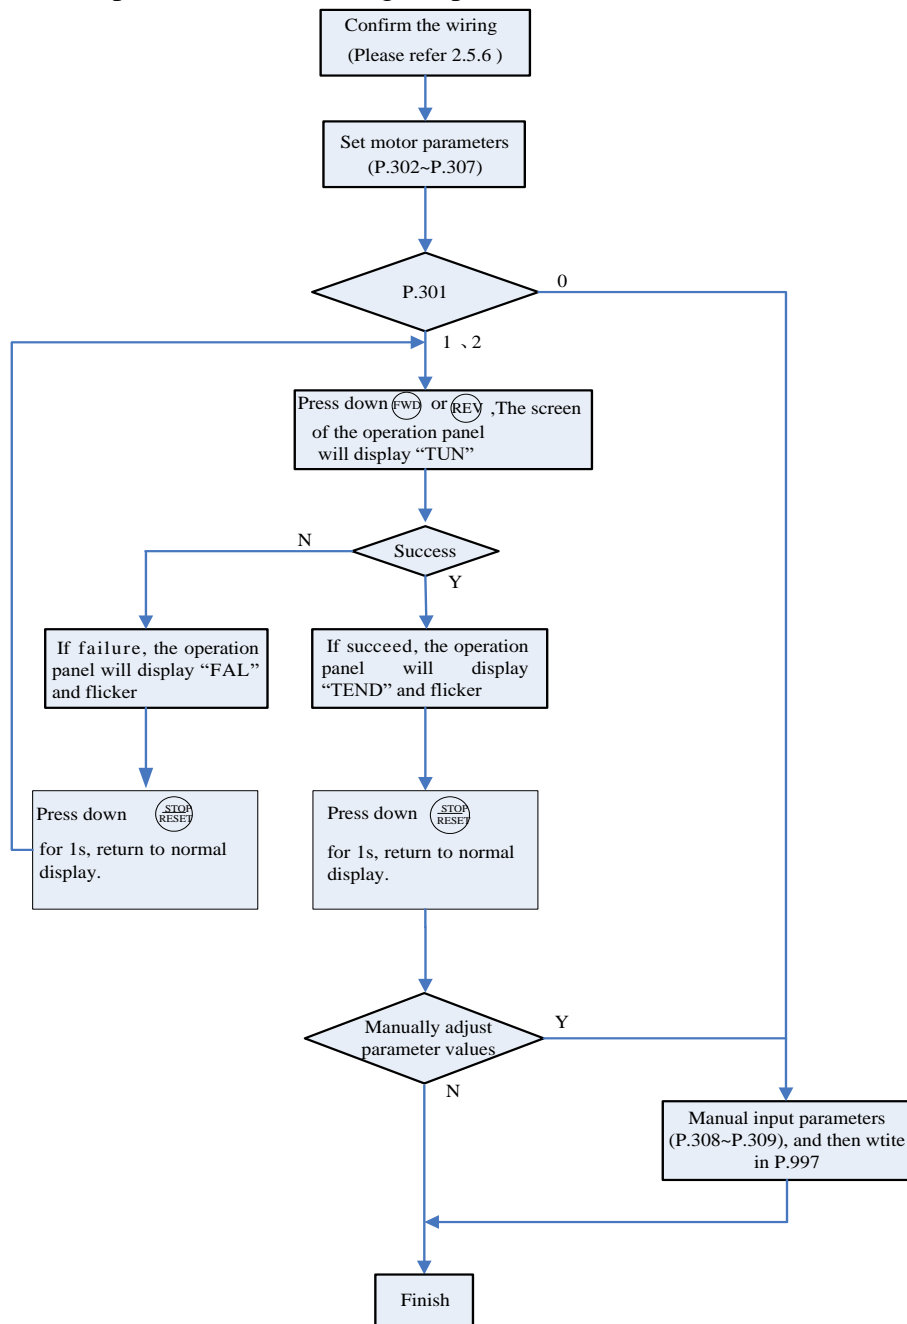 Confirm the wiring
(Please refer 2.5.6 )
Set motor parameters
(P.302~P.307)
P.301
0
1 、2
Press down FWD or REV ,The screen
of the operation panel
will display “TUN”
Success
N
Y
If failure, the operation
panel will display “FAL”
and flicker
If succeed, the operation
panel will display
“TEND” and flicker
Press down STOP
RESET
for 1s, return to normal
display.
Press down STOP
RESET
for 1s, return to normal
display.
Manually adjust
parameter values
Y
N
Manual input parameters
(P.308~P.309), and then wtite
in P.997
Finish